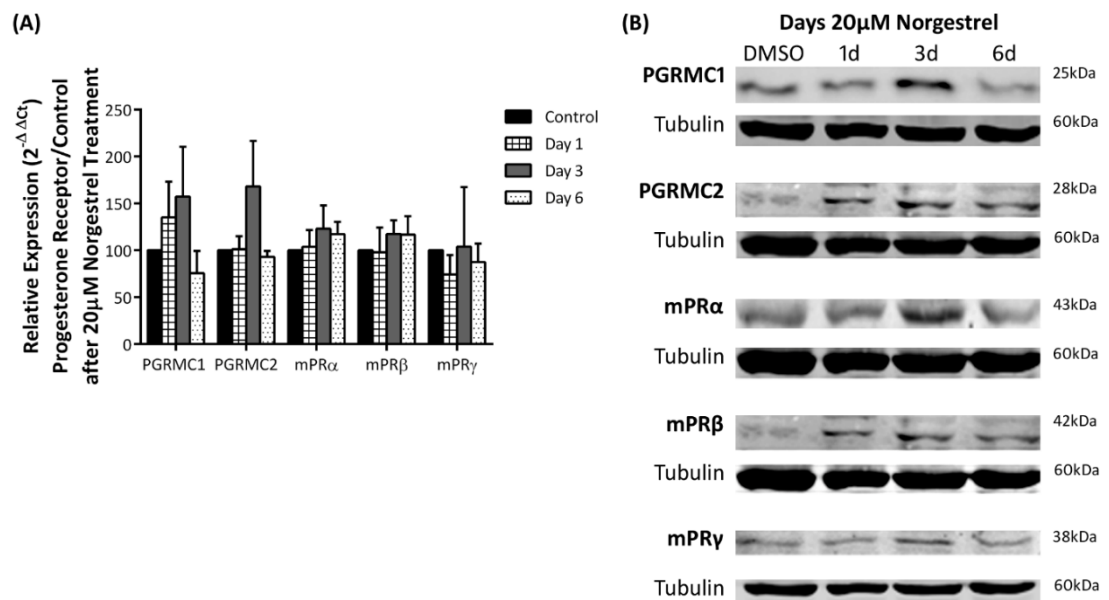 (A)
Relative Expression (2^-ΔΔCt)
Progesterone Receptor/Control
after 20µM Norgestrel Treatment
250
200
150
100
50
0
PGRMC1 PGRMC2 mPRα mPRβ mPRγ
Control
Day 1
Day 3
Day 6
(B)
Days 20µM Norgestrel
DMSO 1d 3d 6d
PGRMC1 25kDa
Tubulin 60kDa
PGRMC2 28kDa
Tubulin 60kDa
mPRα 43kDa
Tubulin 60kDa
mPRβ 42kDa
Tubulin 60kDa
mPRγ 38kDa
Tubulin 60kDa